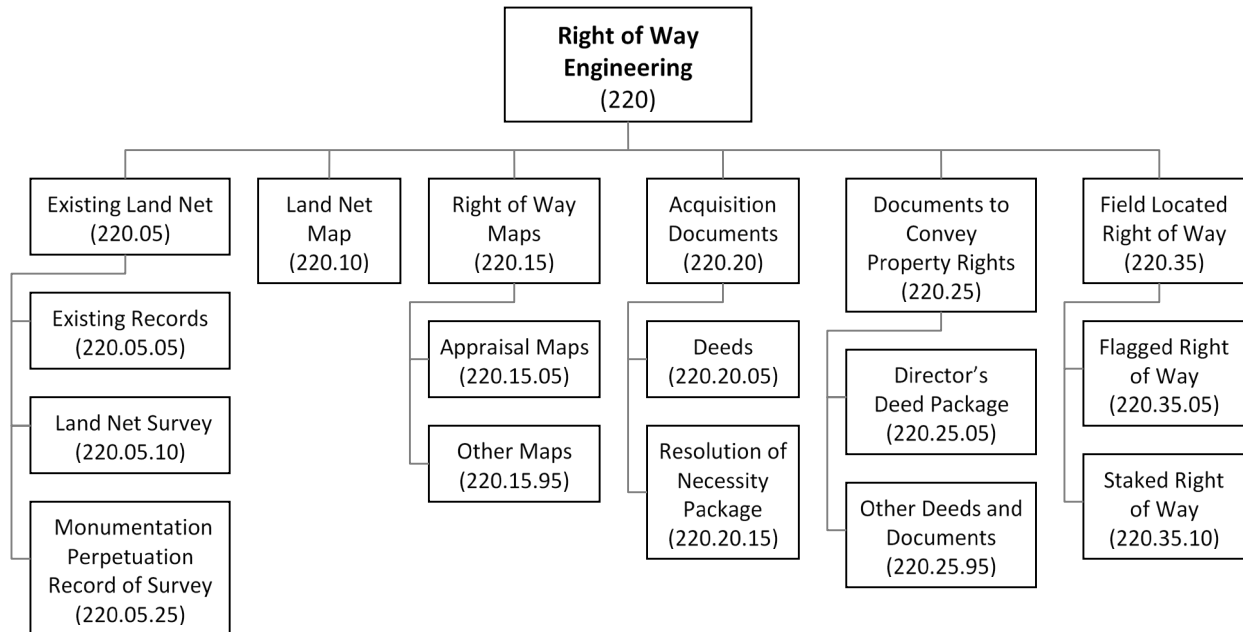 Right of Way
Engineering
(220)
Existing Land Net
(220.05)
Existing Records
(220.05.05)
Land Net Survey
(220.05.10)
Monumentation
Perpetuation
Record of Survey
(220.05.25)
Land Net
Map
(220.10)
Right of Way
Maps
(220.15)
Appraisal Maps
(220.15.05)
Other Maps
(220.15.95)
Acquisition
Documents
(220.20)
Deeds
(220.20.05)
Resolution of
Necessity
Package
(220.20.15)
Documents to
Convey
Property Rights
(220.25)
Director’s
Deed Package
(220.25.05)
Other Deeds and
Documents
(220.25.95)
Field Located
Right of Way
(220.35)
Flagged Right
of Way
(220.35.05)
Staked Right
of Way
(220.35.10)